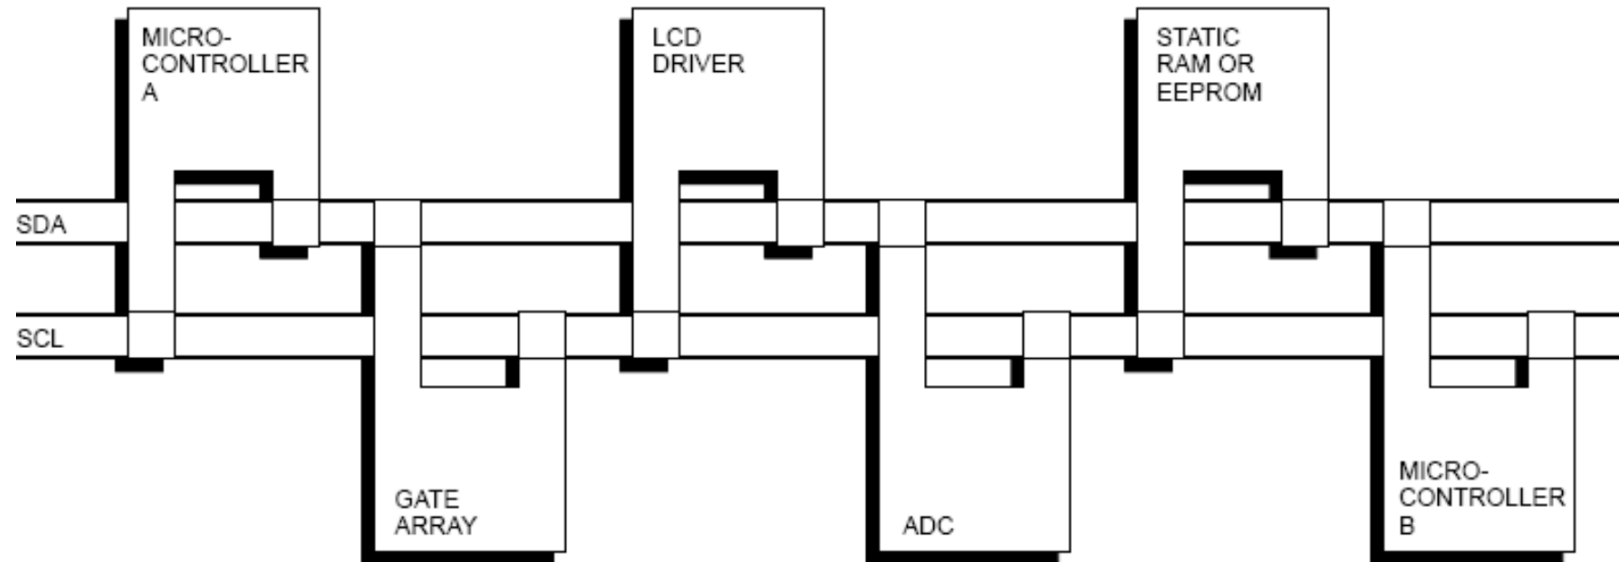 MICRO-
CONTROLLER
A
LCD
DRIVER
STATIC
RAM OR
EEPROM
SDA
SCL
GATE
ARRAY
ADC
MICRO-
CONTROLLER
B